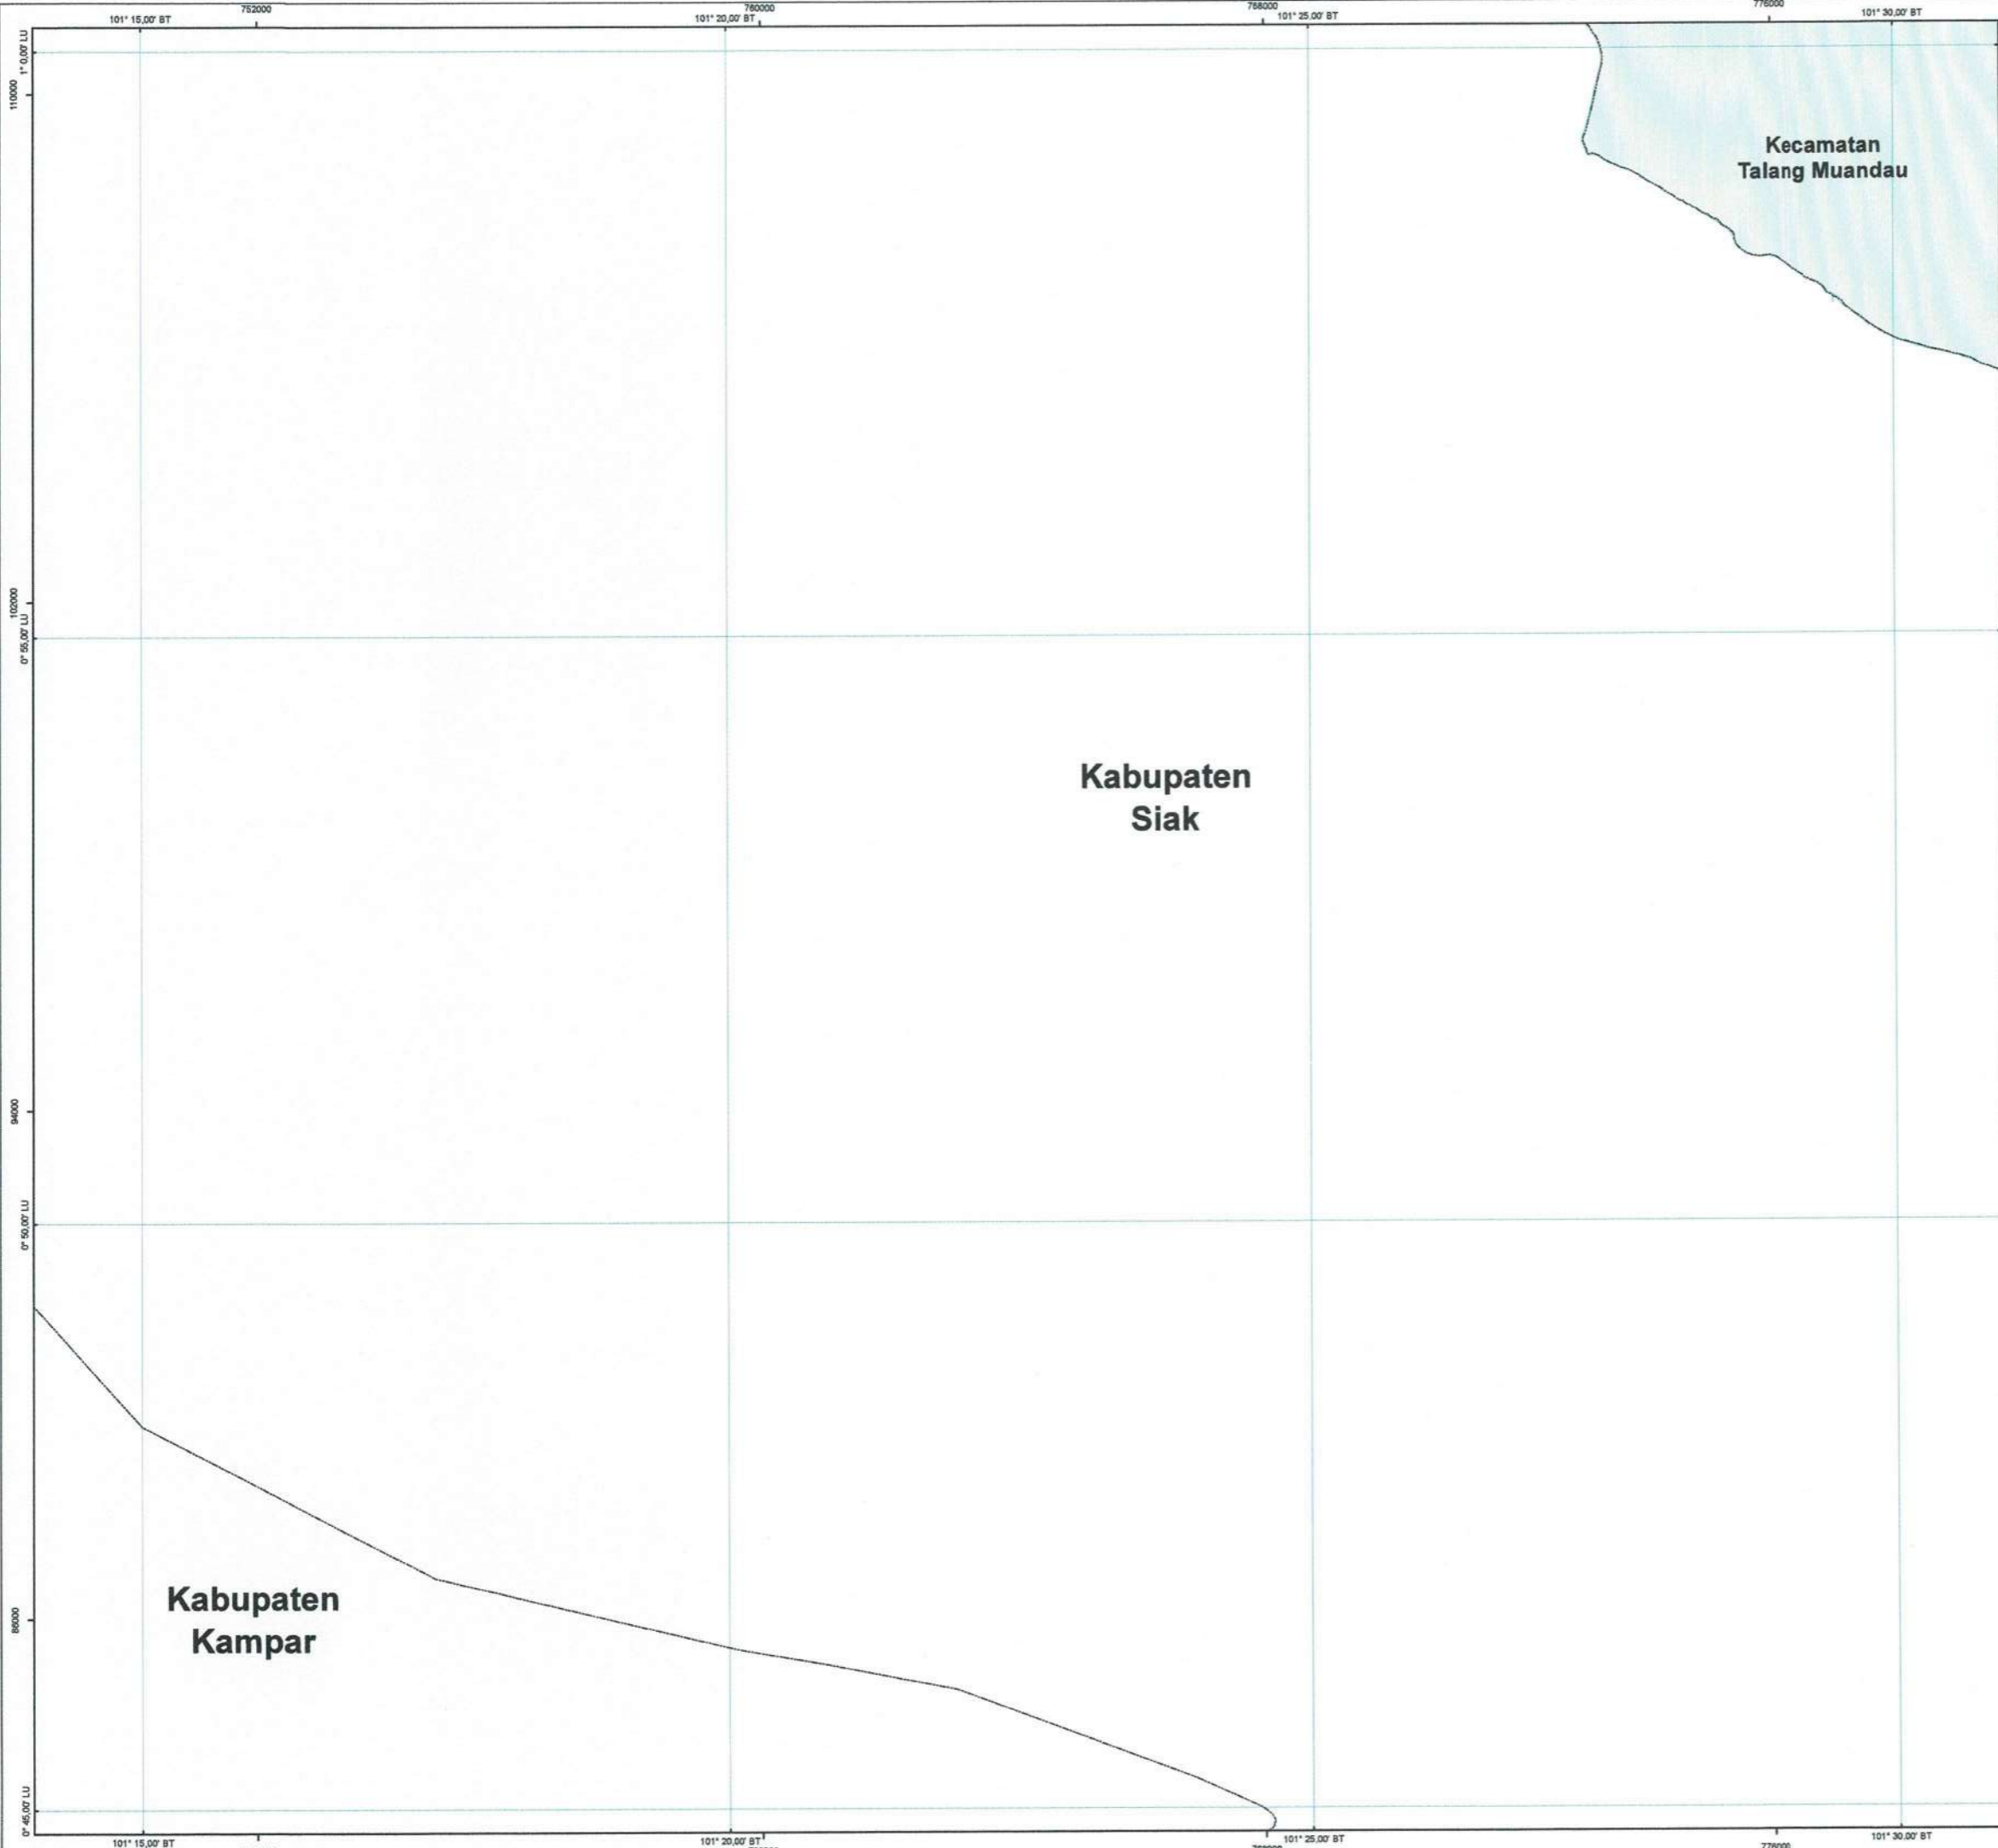 752000 760000 768000 776000
101° 15,00' BT 101° 20,00' BT 101° 25,00' BT 101° 30,00' BT
1° 0,00' LU
110000
Kecamatan
Talang Muandau
102000
0° 55,00' LU
Kabupaten
Siak
94000
0° 50,00' LU
Kabupaten
Kampar
86000
0° 45,00' LU
101° 15,00' BT 101° 20,00' BT 101° 25,00' BT 101° 30,00' BT
776000